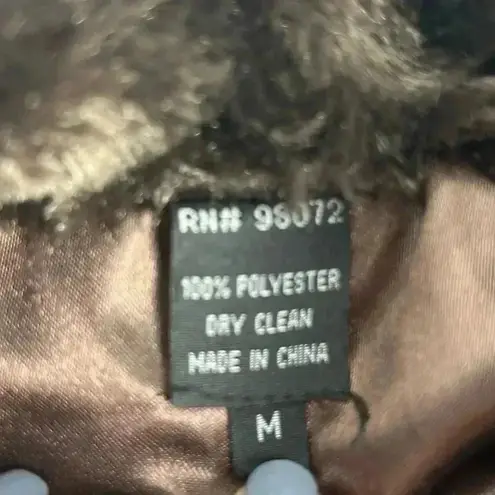 RN# 98072
100% POLYESTER
DRY CLEAN
MADE IN CHINA
M